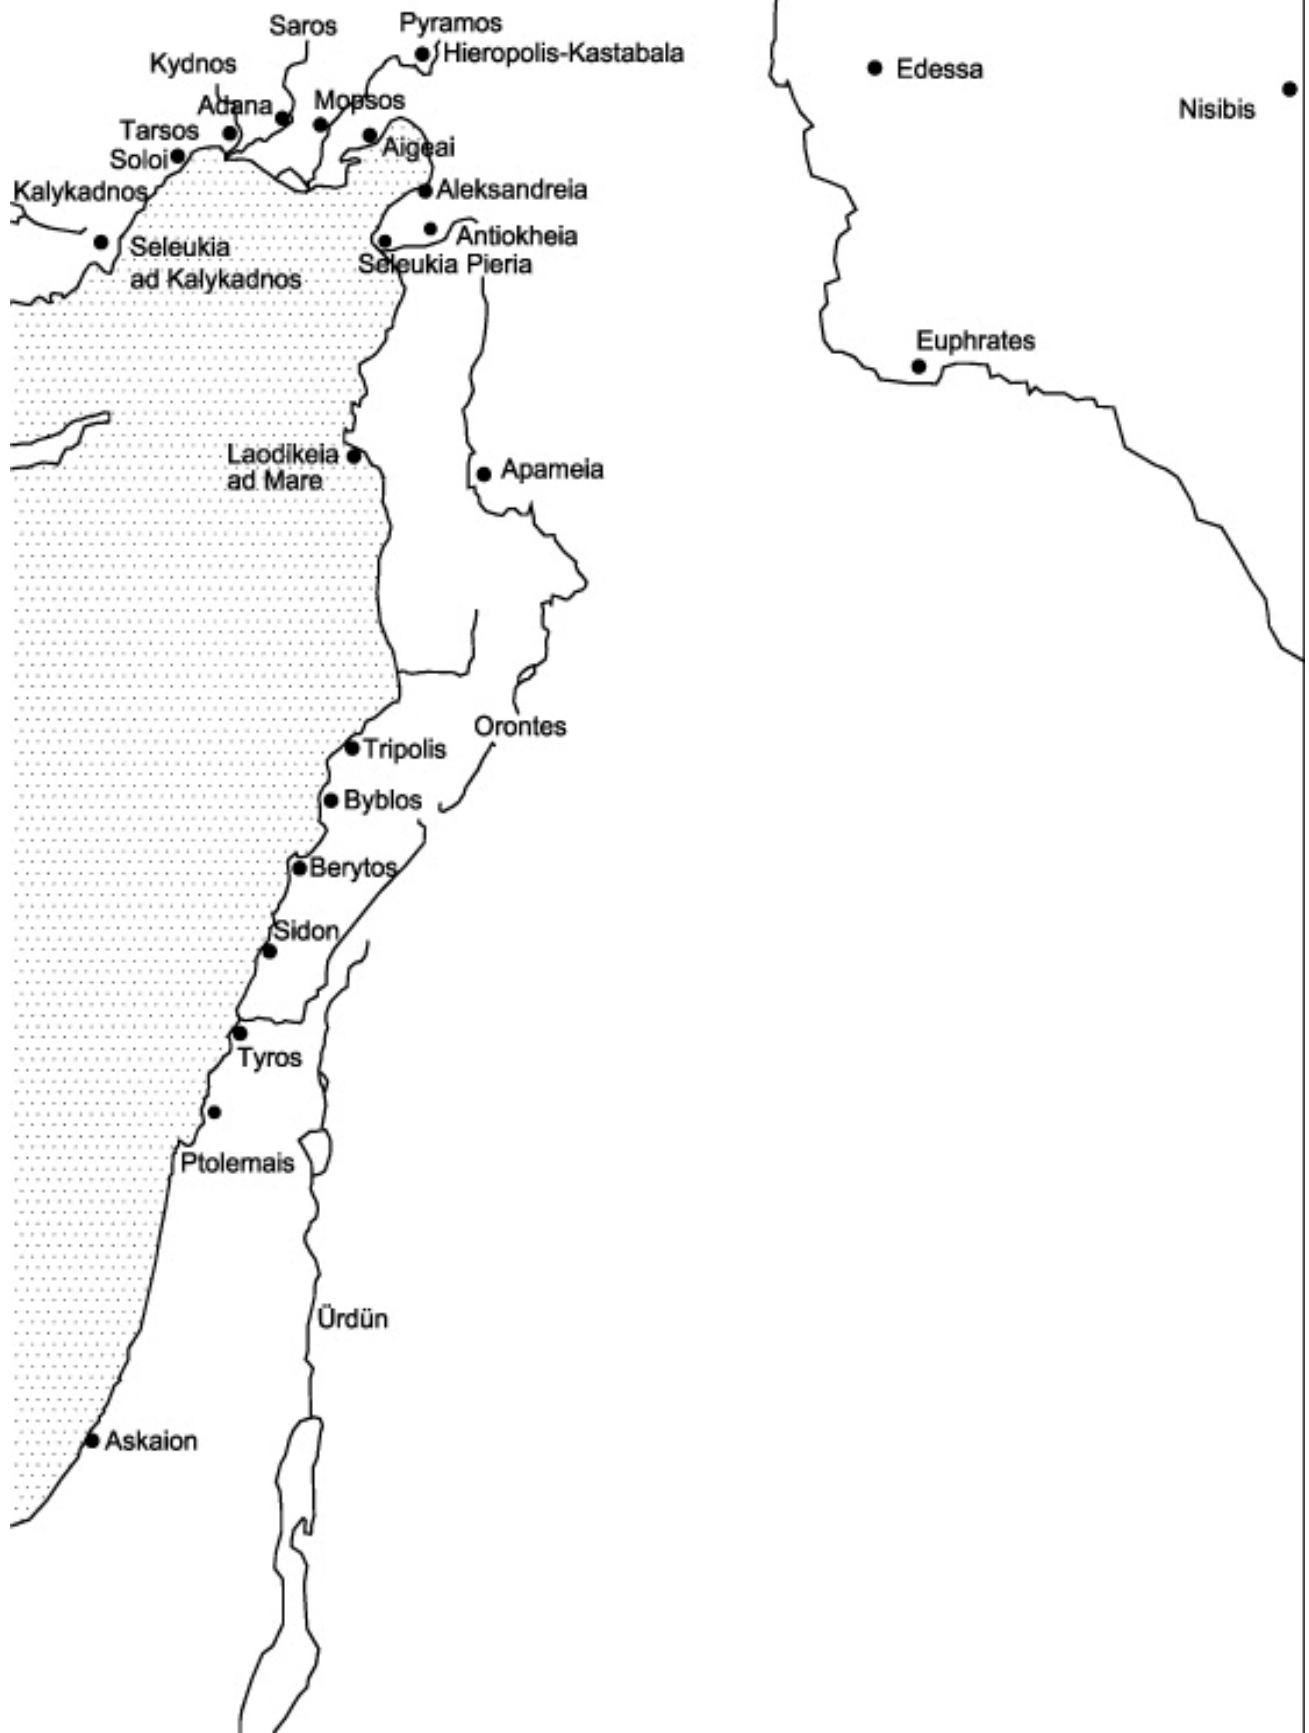 Saros
Pyramos
Hieropolis-Kastabala
Kydnos
Edessa
Adana
Mopsos
Nisibis
Tarsos
Soloi
Aigeai
Kalykadnos
Aleksandreia
Seleukia
ad Kalykadnos
Antiokheia
Seleukia Pieria
Euphrates
Laodikeia
ad Mare
Apameia
Orontes
Tripolis
Byblos
Berytos
Sidon
Tyros
Ptolemais
Ürdün
Askaion